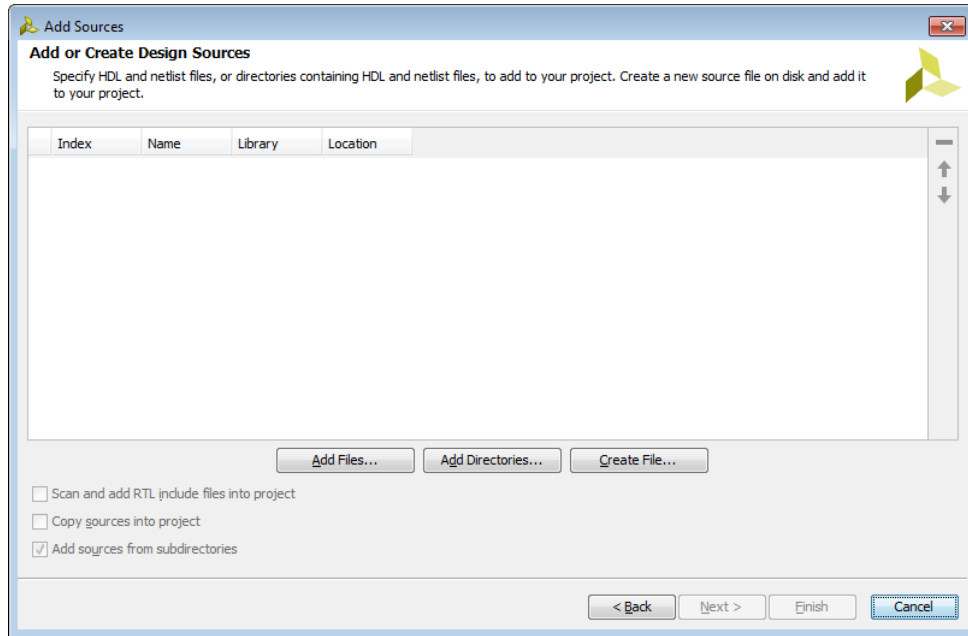 Add Sources
Add or Create Design Sources
Specify HDL and netlist files, or directories containing HDL and netlist files, to add to your project. Create a new source file on disk and add it
to your project.
Index Name Library Location
Add Files... Add Directories... Create File...
Scan and add RTL include files into project
Copy sources into project
Add sources from subdirectories
< Back Next > Finish Cancel